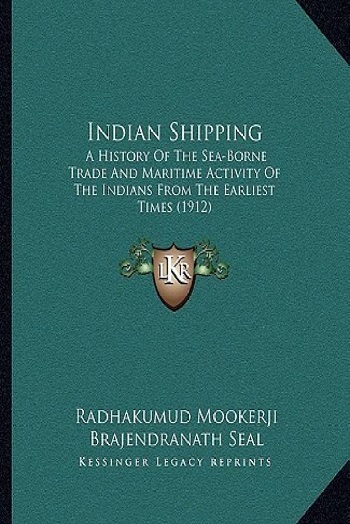 Indian Shipping
A History Of The Sea-Borne
Trade And Maritime Activity Of
The Indians From The Earliest
Times (1912)
LKR
Radhakumud Mookerji
Brajendranath Seal
Kessinger Legacy Reprints